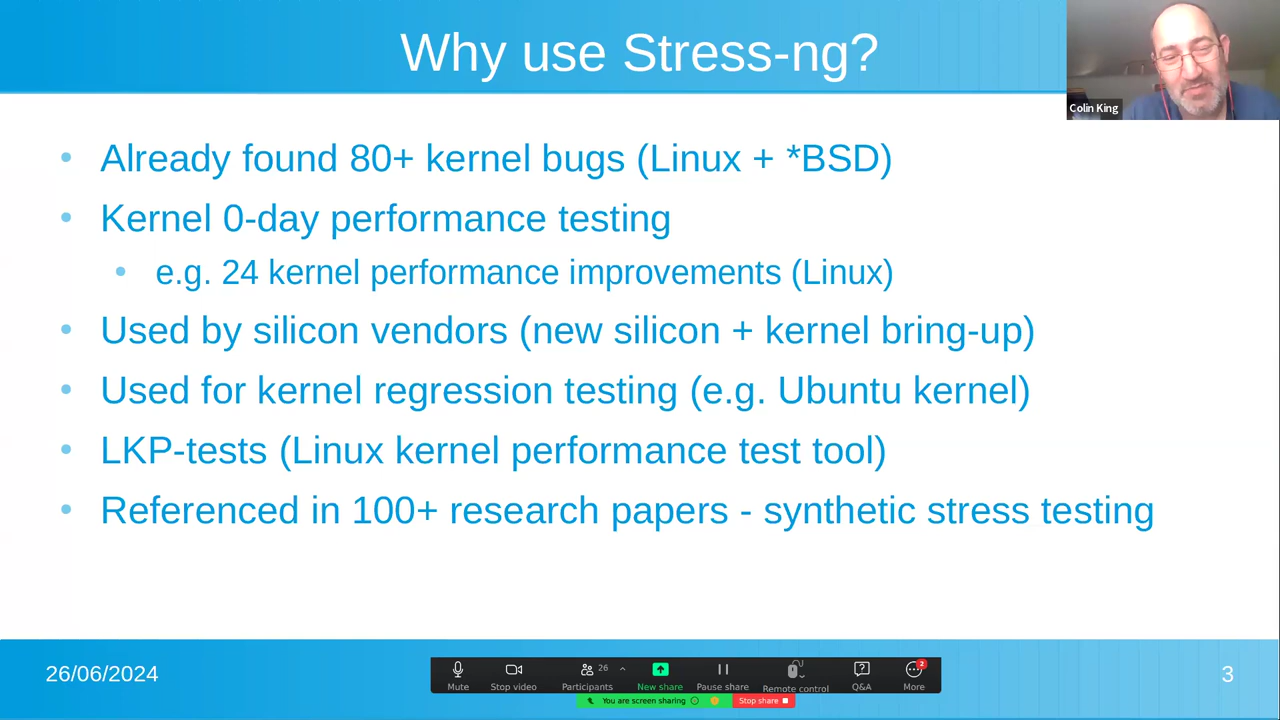 Why use Stress-ng?
Colin King
• Already found 80+ kernel bugs (Linux + *BSD)
• Kernel 0-day performance testing
• e.g. 24 kernel performance improvements (Linux)
• Used by silicon vendors (new silicon + kernel bring-up)
• Used for kernel regression testing (e.g. Ubuntu kernel)
• LKP-tests (Linux kernel performance test tool)
• Referenced in 100+ research papers - synthetic stress testing
26/06/2024
26
2
Mute Stop video Participants New share Pause share Remote control Q&A More
You are screen sharing Stop share
3